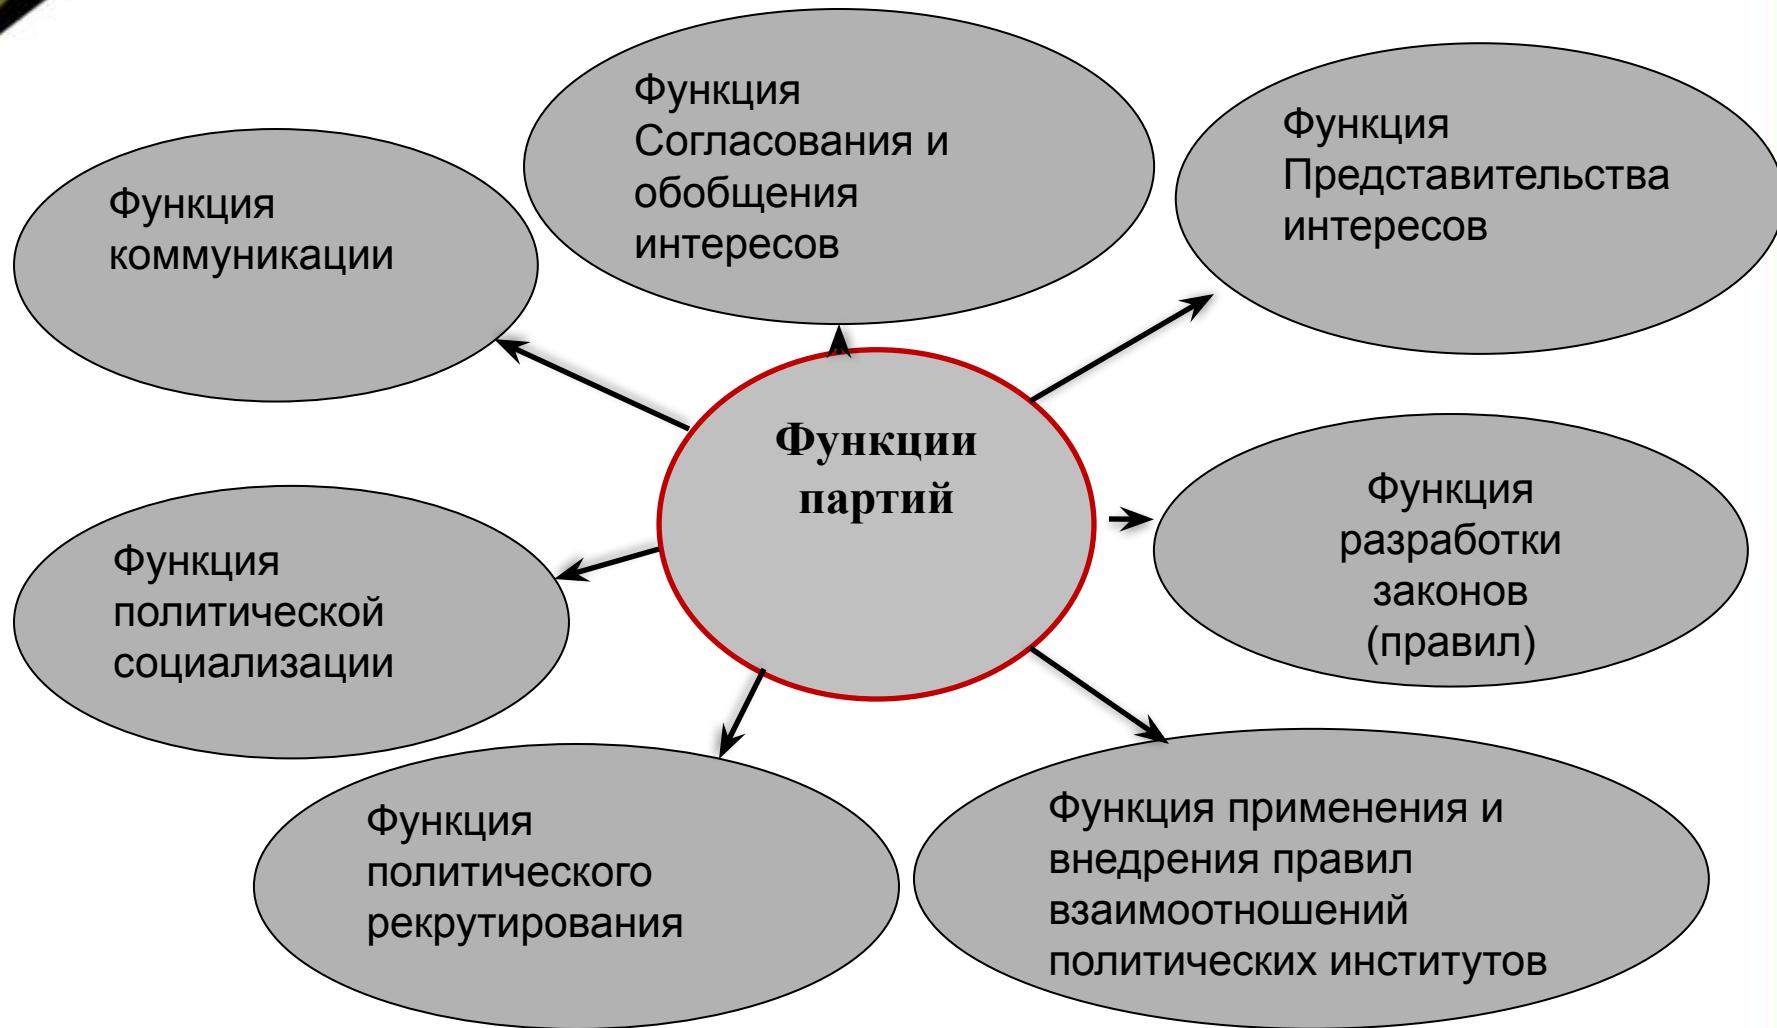 Функция
Согласования и
обобщения
интересов
Функция
Представительства
интересов
Функция
коммуникации
Функции
партий
Функция
разработки
законов
(правил)
Функция
политической
социализации
Функция
политического
рекрутирования
Функция применения и
внедрения правил
взаимоотношений
политических институтов